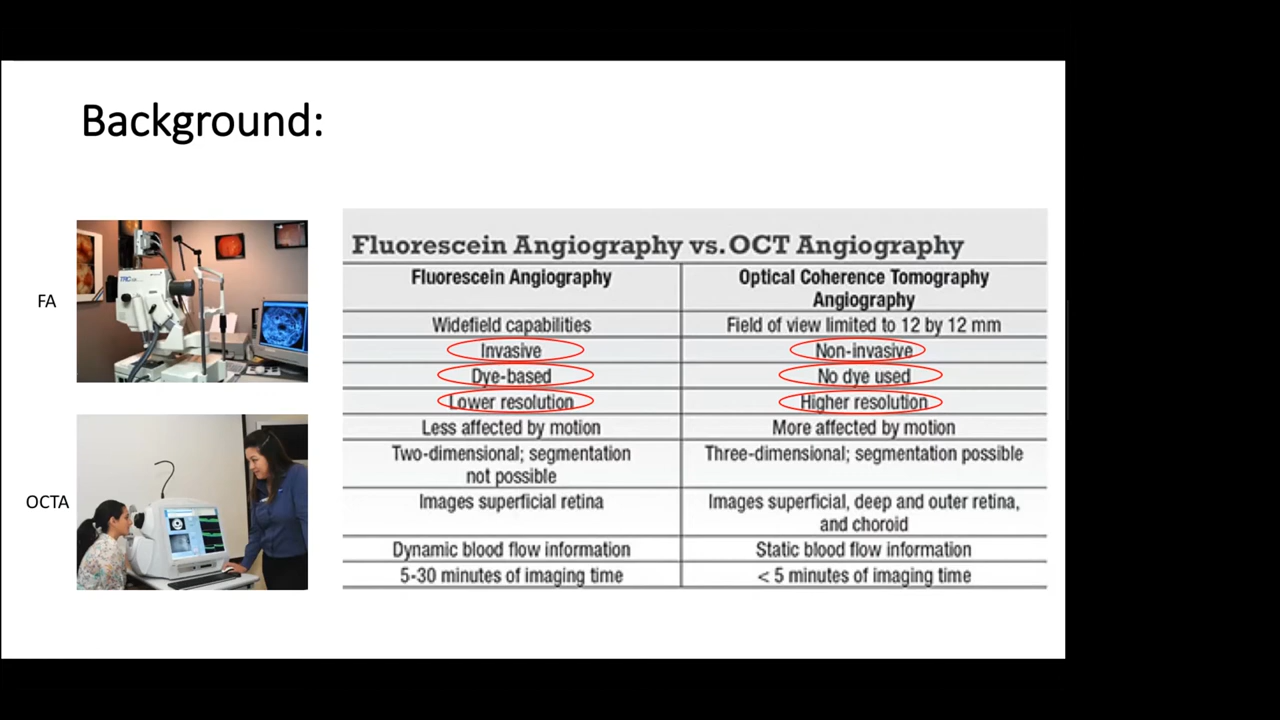 Background:
FA
TRC
OCTA
Fluorescein Angiography vs. OCT Angiography
Fluorescein Angiography
Optical Coherence Tomography
Angiography
Widefield capabilities
Field of view limited to 12 by 12 mm
Invasive
Non-invasive
Dye-based
No dye used
Lower resolution
Higher resolution
Less affected by motion
More affected by motion
Two-dimensional; segmentation
not possible
Three-dimensional; segmentation possible
Images superficial retina
Images superficial, deep and outer retina,
and choroid
Dynamic blood flow information
Static blood flow information
5-30 minutes of imaging time
< 5 minutes of imaging time